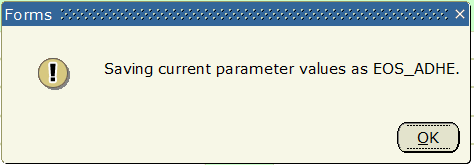 Forms
Saving current parameter values as EOS_ADHE.
OK